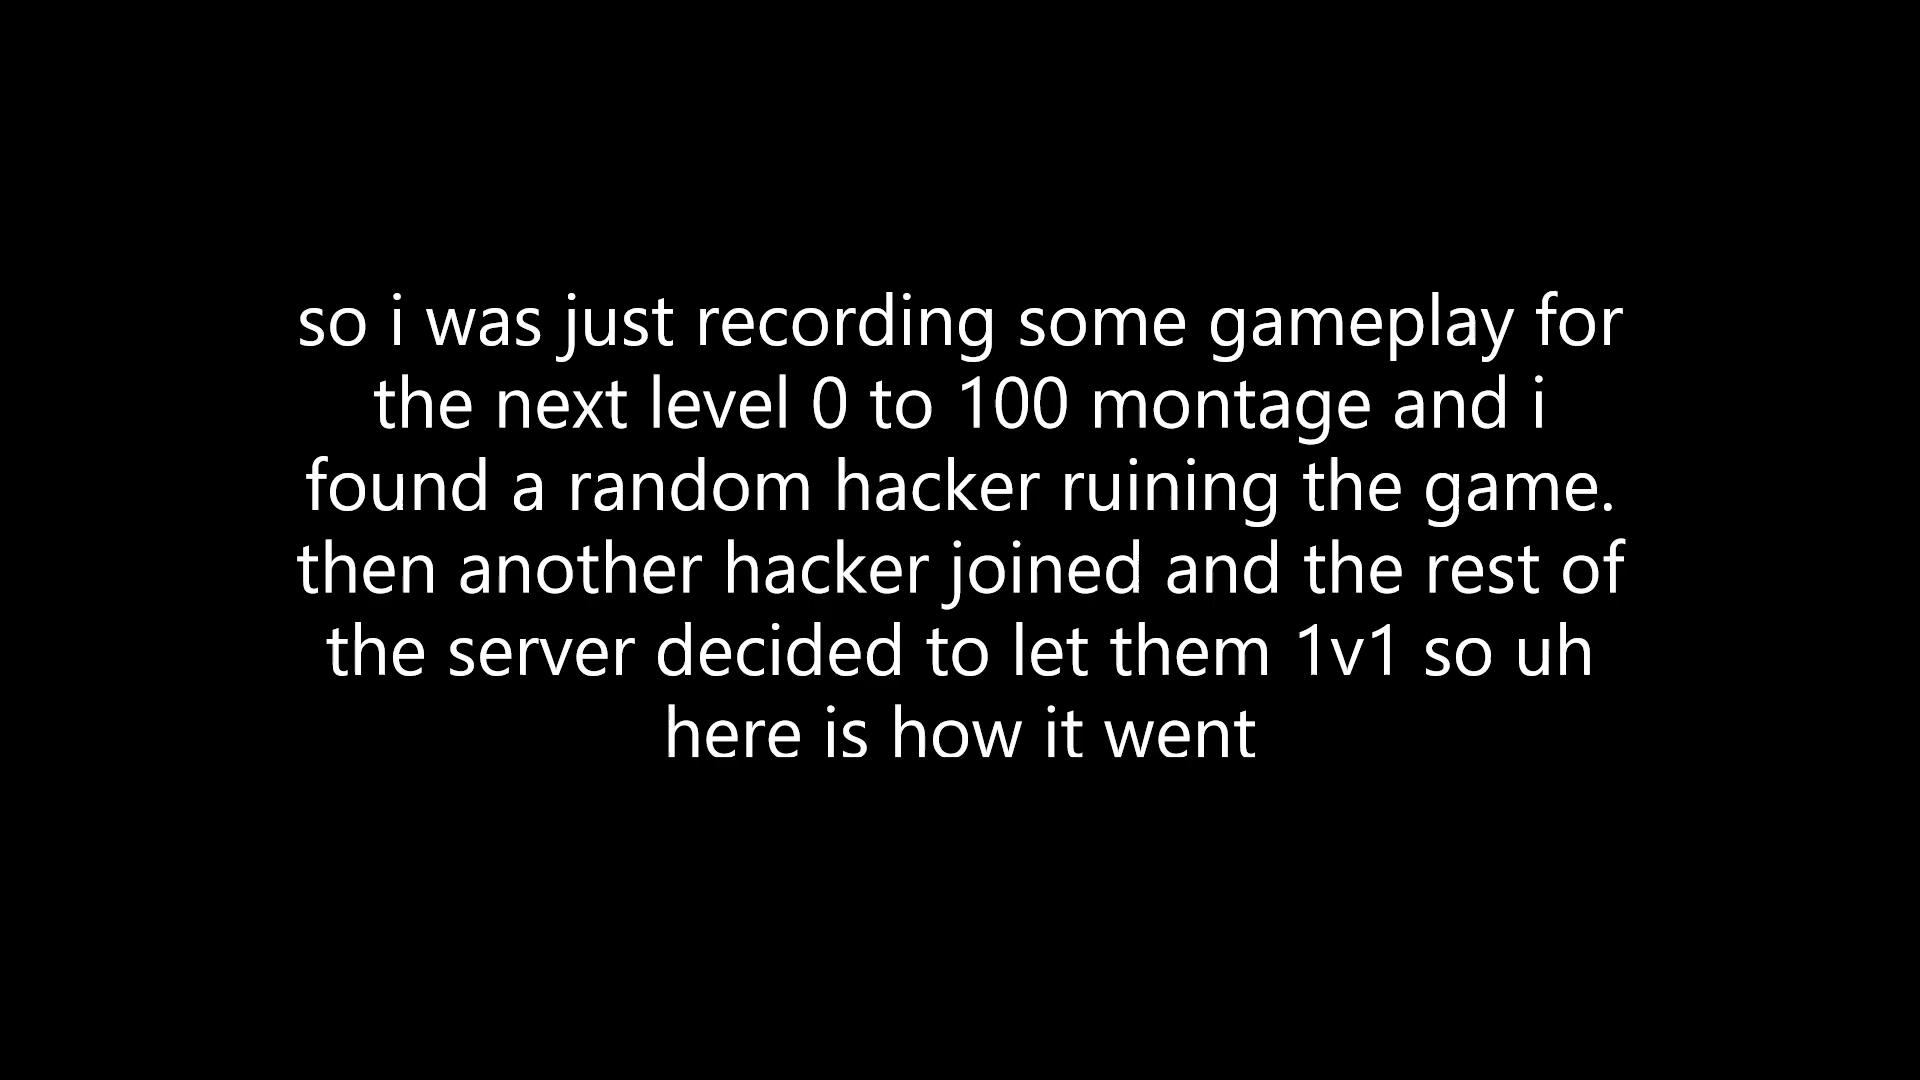 so i was just recording some gameplay for
the next level 0 to 100 montage and i
found a random hacker ruining the game.
then another hacker joined and the rest of
the server decided to let them 1v1 so uh
here is how it went